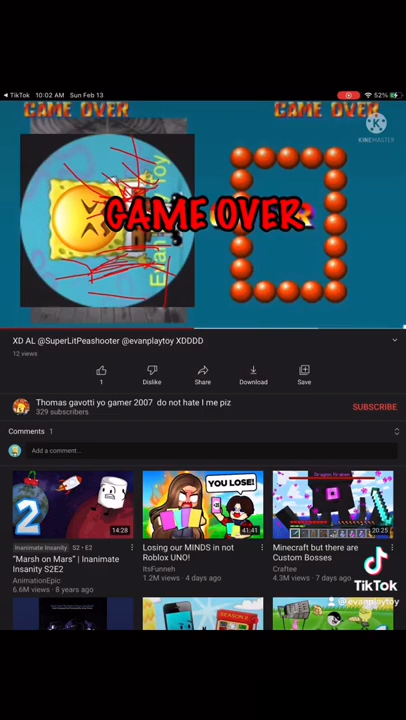 TikTok 10:02 AM Sun Feb 13 52%
GAME OVER GAME OVER
KINEMASTER
Evan Toy
GAME OVER
XD AL @SuperLitPeashooter @evanplaytoy XDDDD
12 views
1 Dislike Share Download Save
Thomas gavotti yo gamer 2007 do not hate I me piz
329 subscribers
SUBSCRIBE
Comments 1
Add a comment...
2
14:28
YOU LOSE!
41:41
20:25
Inanimate Insanity S2 • E2
"Marsh on Mars" | Inanimate
Insanity S2E2
AnimationEpic
6.6M views • 8 years ago
Losing our MINDS in not
Roblox UNO!
ItsFunneh
1.2M views • 4 days ago
Minecraft but there are
Custom Bosses
Craftee
4.3M views • 7 days ago
TikTok
@evanplaytoy
SEASON 2